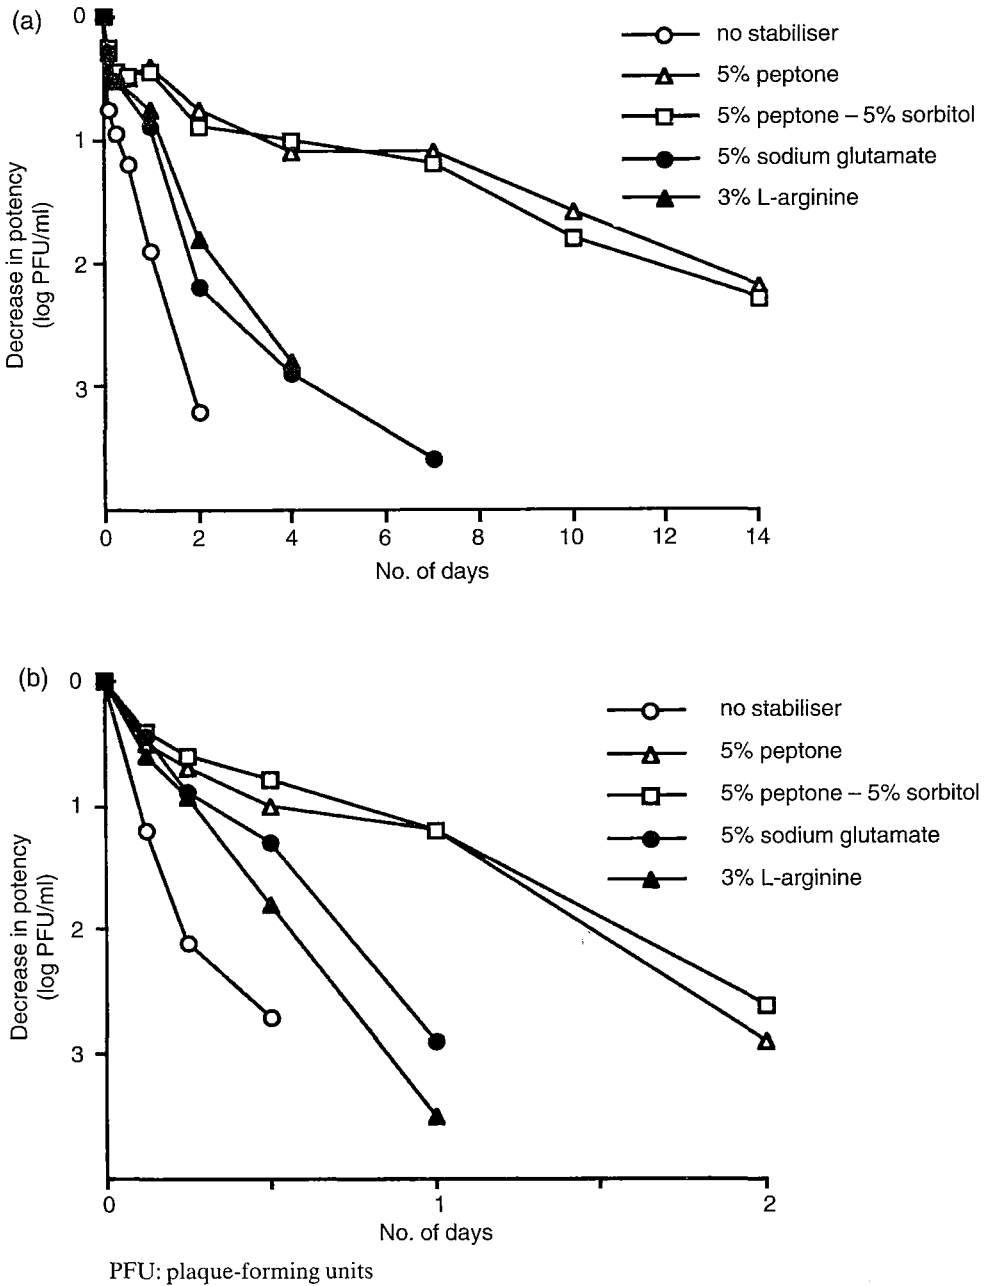 (a)
0
1
2
3
Decrease in potency
(log PFU/ml)
no stabiliser
5% peptone
5% peptone – 5% sorbitol
5% sodium glutamate
3% L-arginine
0 2 4 6 8 10 12 14
No. of days
(b)
0
1
2
3
Decrease in potency
(log PFU/ml)
no stabiliser
5% peptone
5% peptone – 5% sorbitol
5% sodium glutamate
3% L-arginine
0 1 2
No. of days
PFU: plaque-forming units